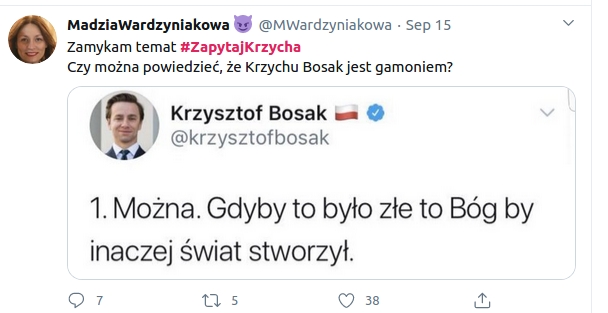 MadziaWardzyniakowa 😈 @MWardzyniakowa · Sep 15
Zamykam temat #ZapytajKrzycha
Czy można powiedzieć, że Krzychu Bosak jest gamoniem?
Krzysztof Bosak 🇵🇱
@krzysztofbosak
1. Można. Gdyby to było złe to Bóg by
inaczej świat stworzył.
7 5 38